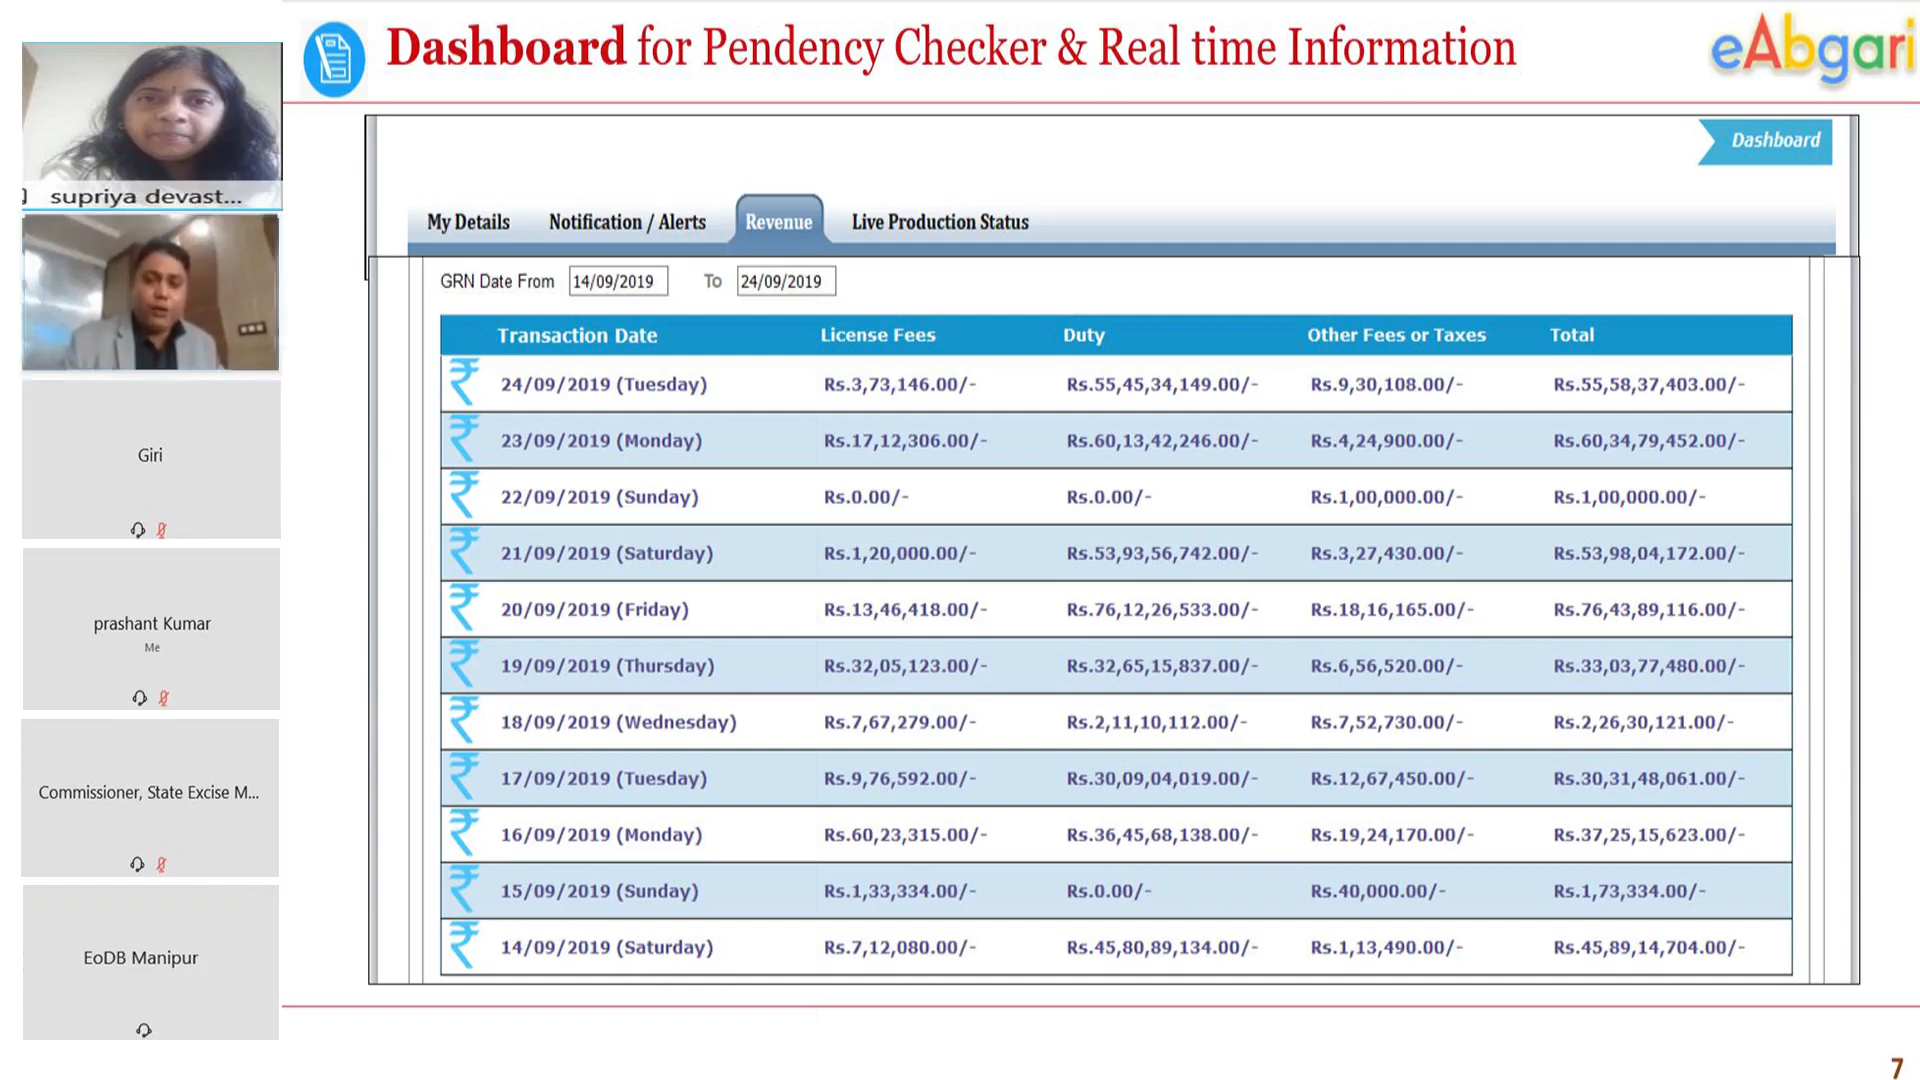 Dashboard for Pendency Checker & Real time Information
eAbgari
supriya devast...
Giri
prashant Kumar
Me
Commissioner, State Excise M...
EoDB Manipur
Dashboard
My Details Notification / Alerts Revenue Live Production Status
GRN Date From 14/09/2019 To 24/09/2019
Transaction Date License Fees Duty Other Fees or Taxes Total
24/09/2019 (Tuesday) Rs.3,73,146.00/- Rs.55,45,34,149.00/- Rs.9,30,108.00/- Rs.55,58,37,403.00/-
23/09/2019 (Monday) Rs.17,12,306.00/- Rs.60,13,42,246.00/- Rs.4,24,900.00/- Rs.60,34,79,452.00/-
22/09/2019 (Sunday) Rs.0.00/- Rs.0.00/- Rs.1,00,000.00/- Rs.1,00,000.00/-
21/09/2019 (Saturday) Rs.1,20,000.00/- Rs.53,93,56,742.00/- Rs.3,27,430.00/- Rs.53,98,04,172.00/-
20/09/2019 (Friday) Rs.13,46,418.00/- Rs.76,12,26,533.00/- Rs.18,16,165.00/- Rs.76,43,89,116.00/-
19/09/2019 (Thursday) Rs.32,05,123.00/- Rs.32,65,15,837.00/- Rs.6,56,520.00/- Rs.33,03,77,480.00/-
18/09/2019 (Wednesday) Rs.7,67,279.00/- Rs.2,11,10,112.00/- Rs.7,52,730.00/- Rs.2,26,30,121.00/-
17/09/2019 (Tuesday) Rs.9,76,592.00/- Rs.30,09,04,019.00/- Rs.12,67,450.00/- Rs.30,31,48,061.00/-
16/09/2019 (Monday) Rs.60,23,315.00/- Rs.36,45,68,138.00/- Rs.19,24,170.00/- Rs.37,25,15,623.00/-
15/09/2019 (Sunday) Rs.1,33,334.00/- Rs.0.00/- Rs.40,000.00/- Rs.1,73,334.00/-
14/09/2019 (Saturday) Rs.7,12,080.00/- Rs.45,80,89,134.00/- Rs.1,13,490.00/- Rs.45,89,14,704.00/-
7